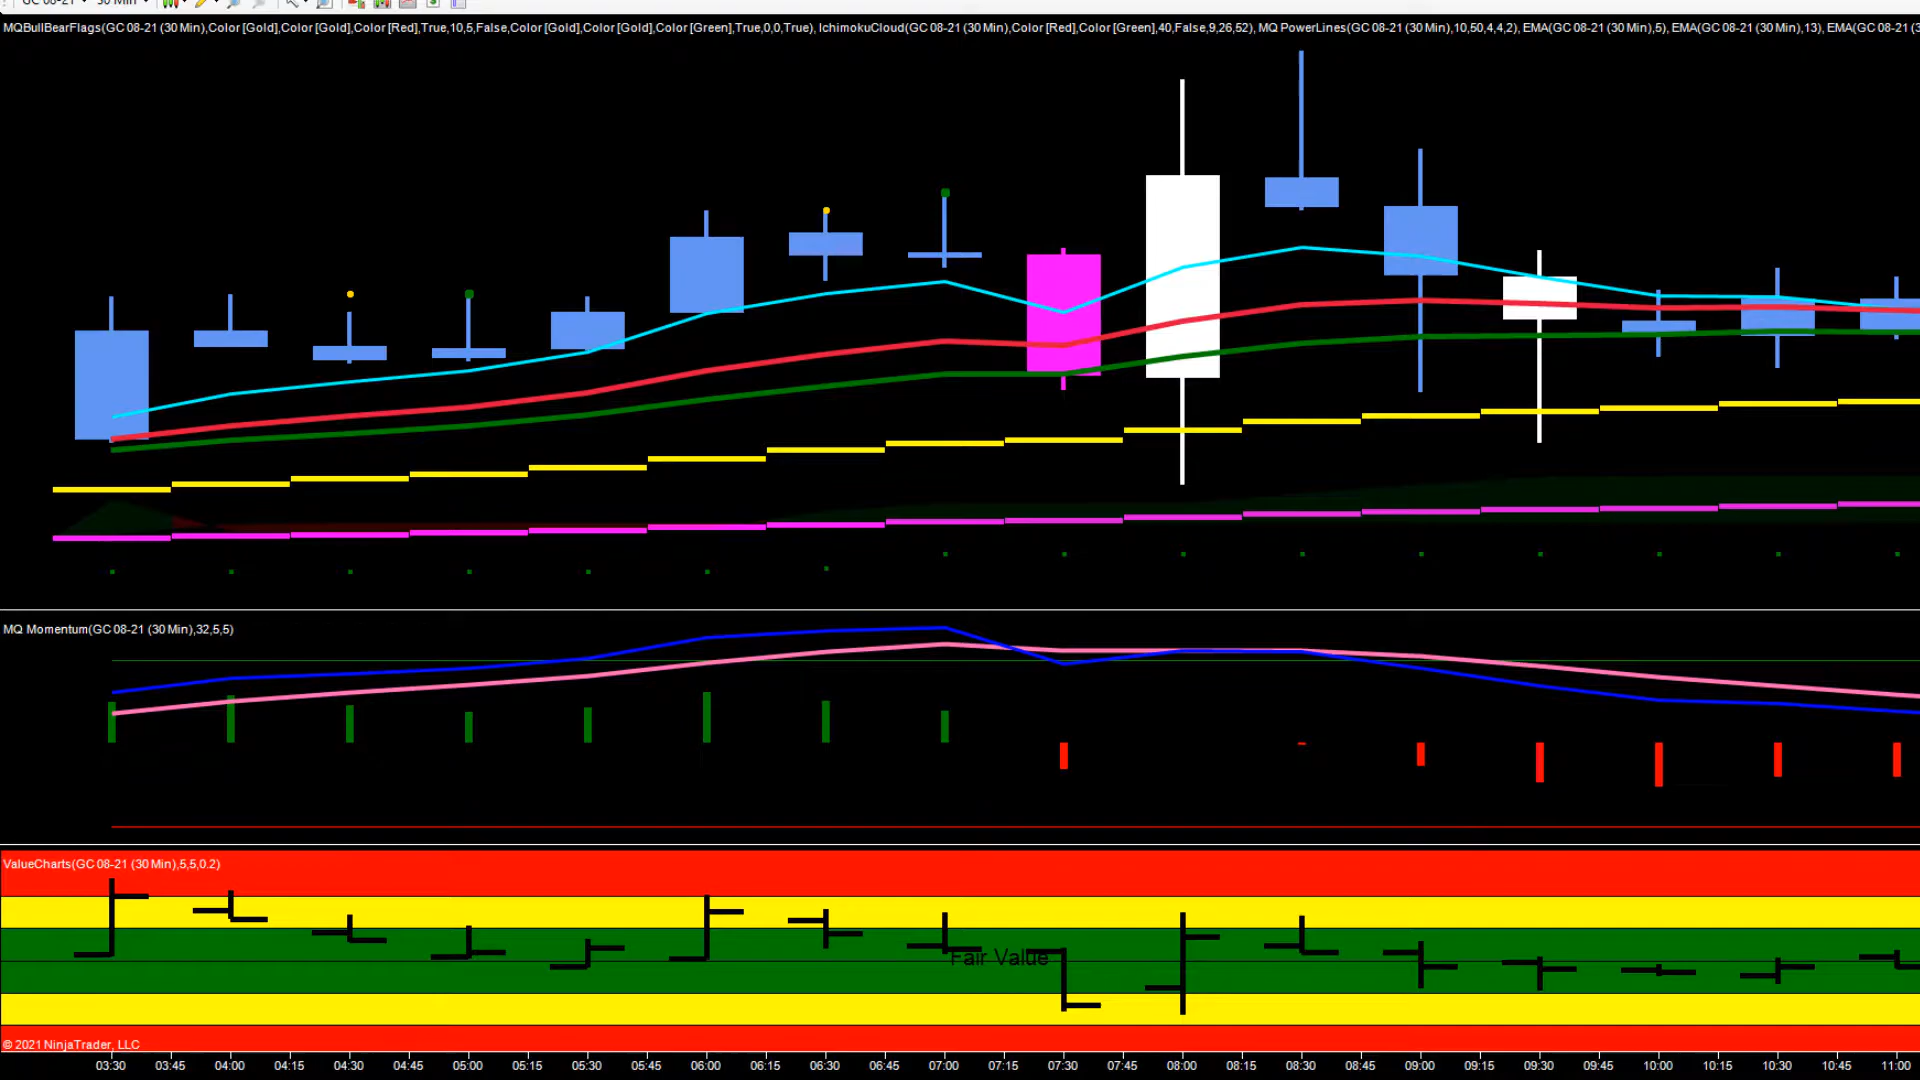 GC 08-21 30 Min
MQBullBearFlags(GC 08-21 (30 Min),Color [Gold],Color [Gold],Color [Red],True,10,5,False,Color [Gold],Color [Gold],Color [Green],True,0,0,True), IchimokuCloud(GC 08-21 (30 Min),Color [Red],Color [Green],40,False,9,26,52), MQ PowerLines(GC 08-21 (30 Min),10,50,4,4,2), EMA(GC 08-21 (30 Min),5), EMA(GC 08-21 (30 Min),13), EMA(GC 08-21 (3
MQ Momentum(GC 08-21 (30 Min),32,5,5)
ValueCharts(GC 08-21 (30 Min),5,5,0.2)
Fair Value
© 2021 NinjaTrader, LLC
03:30 03:45 04:00 04:15 04:30 04:45 05:00 05:15 05:30 05:45 06:00 06:15 06:30 06:45 07:00 07:15 07:30 07:45 08:00 08:15 08:30 08:45 09:00 09:15 09:30 09:45 10:00 10:15 10:30 10:45 11:00